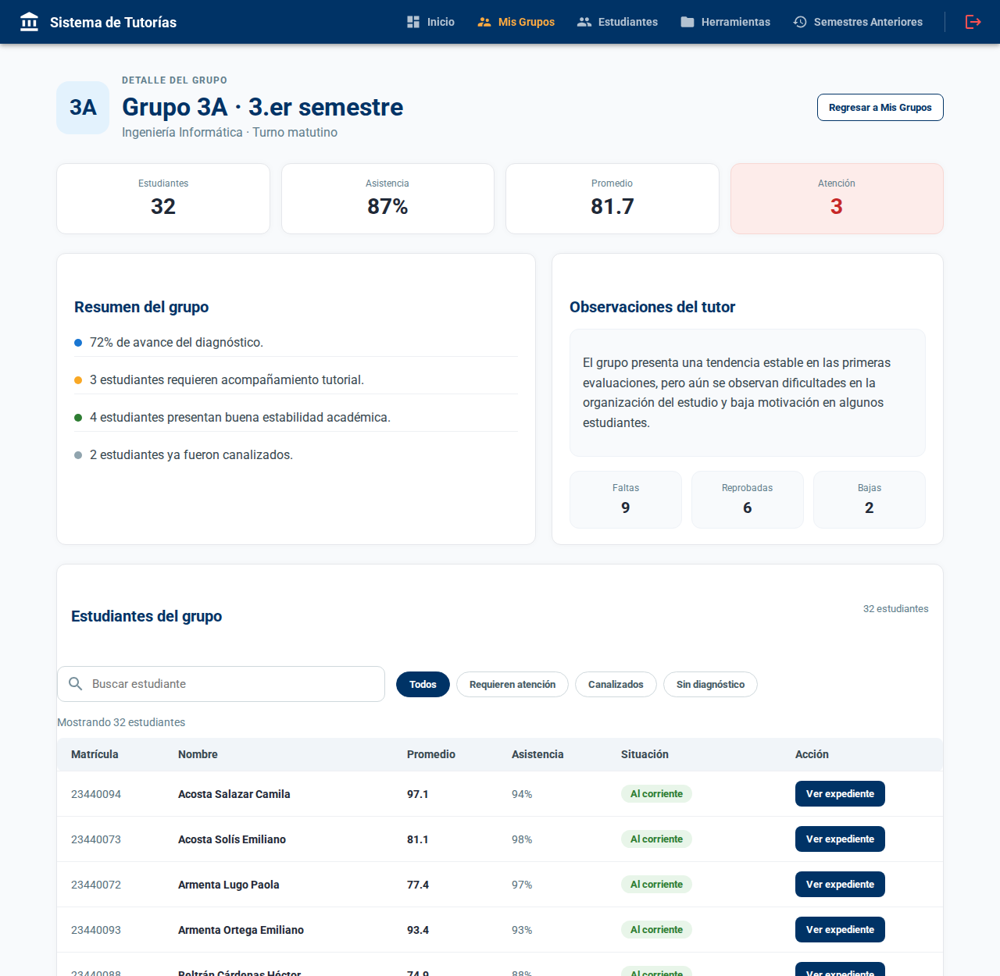 Sistema de Tutorías
Inicio
Mis Grupos
Estudiantes
Herramientas
Semestres Anteriores
3A
DETALLE DEL GRUPO
Grupo 3A · 3.er semestre
Ingeniería Informática · Turno matutino
Regresar a Mis Grupos
Estudiantes
32
Asistencia
87%
Promedio
81.7
Atención
3
Resumen del grupo
72% de avance del diagnóstico.
3 estudiantes requieren acompañamiento tutorial.
4 estudiantes presentan buena estabilidad académica.
2 estudiantes ya fueron canalizados.
Observaciones del tutor
El grupo presenta una tendencia estable en las primeras
evaluaciones, pero aún se observan dificultades en la
organización del estudio y baja motivación en algunos
estudiantes.
Faltas
9
Reprobadas
6
Bajas
2
Estudiantes del grupo
32 estudiantes
Buscar estudiante
Todos
Requieren atención
Canalizados
Sin diagnóstico
Mostrando 32 estudiantes
Matrícula Nombre Promedio Asistencia Situación Acción
23440094 Acosta Salazar Camila 97.1 94% Al corriente Ver expediente
23440073 Acosta Solís Emiliano 81.1 98% Al corriente Ver expediente
23440072 Armenta Lugo Paola 77.4 97% Al corriente Ver expediente
23440093 Armenta Ortega Emiliano 93.4 93% Al corriente Ver expediente
23440088 Beltrán Cárdenas Héctor 74.9 88% Al corriente Ver expediente